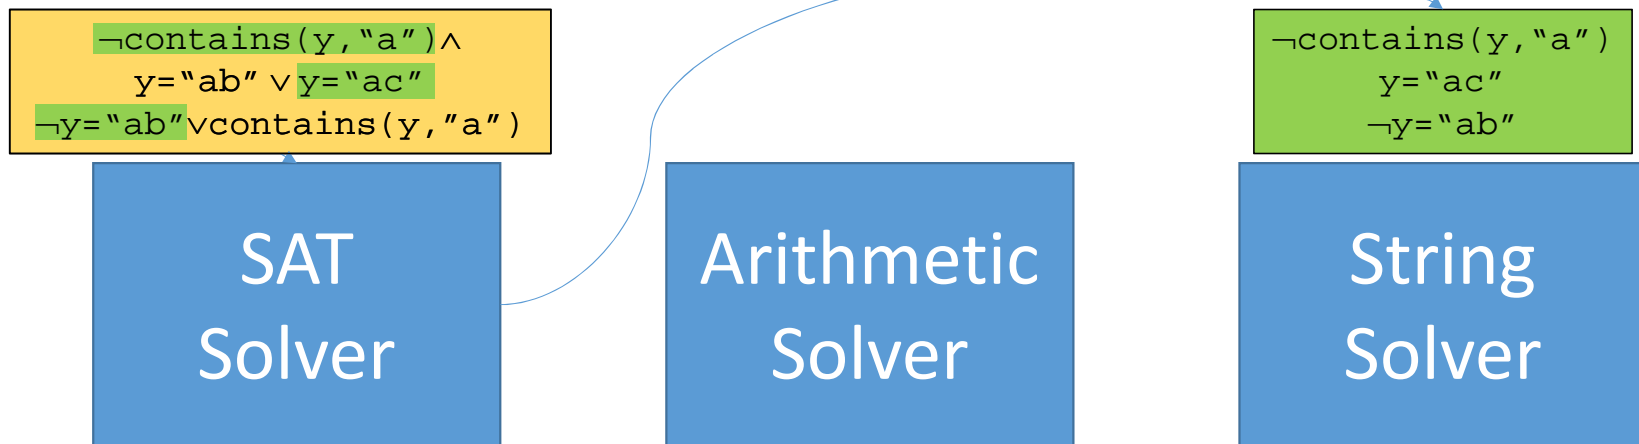 ¬contains(y,“a”)∧
y=“ab” ∨ y=“ac”
¬y=“ab”∨contains(y,”a”)
¬contains(y,“a”)
y=“ac”
¬y=“ab”
SAT
Solver
Arithmetic
Solver
String
Solver